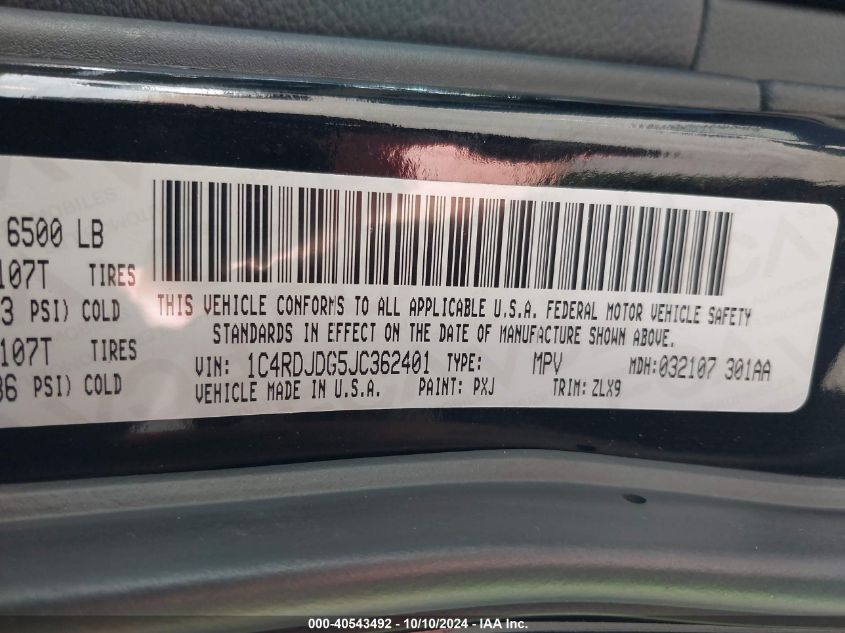 6500 LB
107T TIRES
3 PSI) COLD
107T TIRES
36 PSI) COLD
THIS VEHICLE CONFORMS TO ALL APPLICABLE U.S.A. FEDERAL MOTOR VEHICLE SAFETY
STANDARDS IN EFFECT ON THE DATE OF MANUFACTURE SHOWN ABOVE.
VIN: 1C4RDJDG5JC362401 TYPE: MPV MDH:032107 301AA
VEHICLE MADE IN U.S.A. PAINT: PXJ TRIM: ZLX9
000-40543492 - 10/10/2024 - IAA Inc.